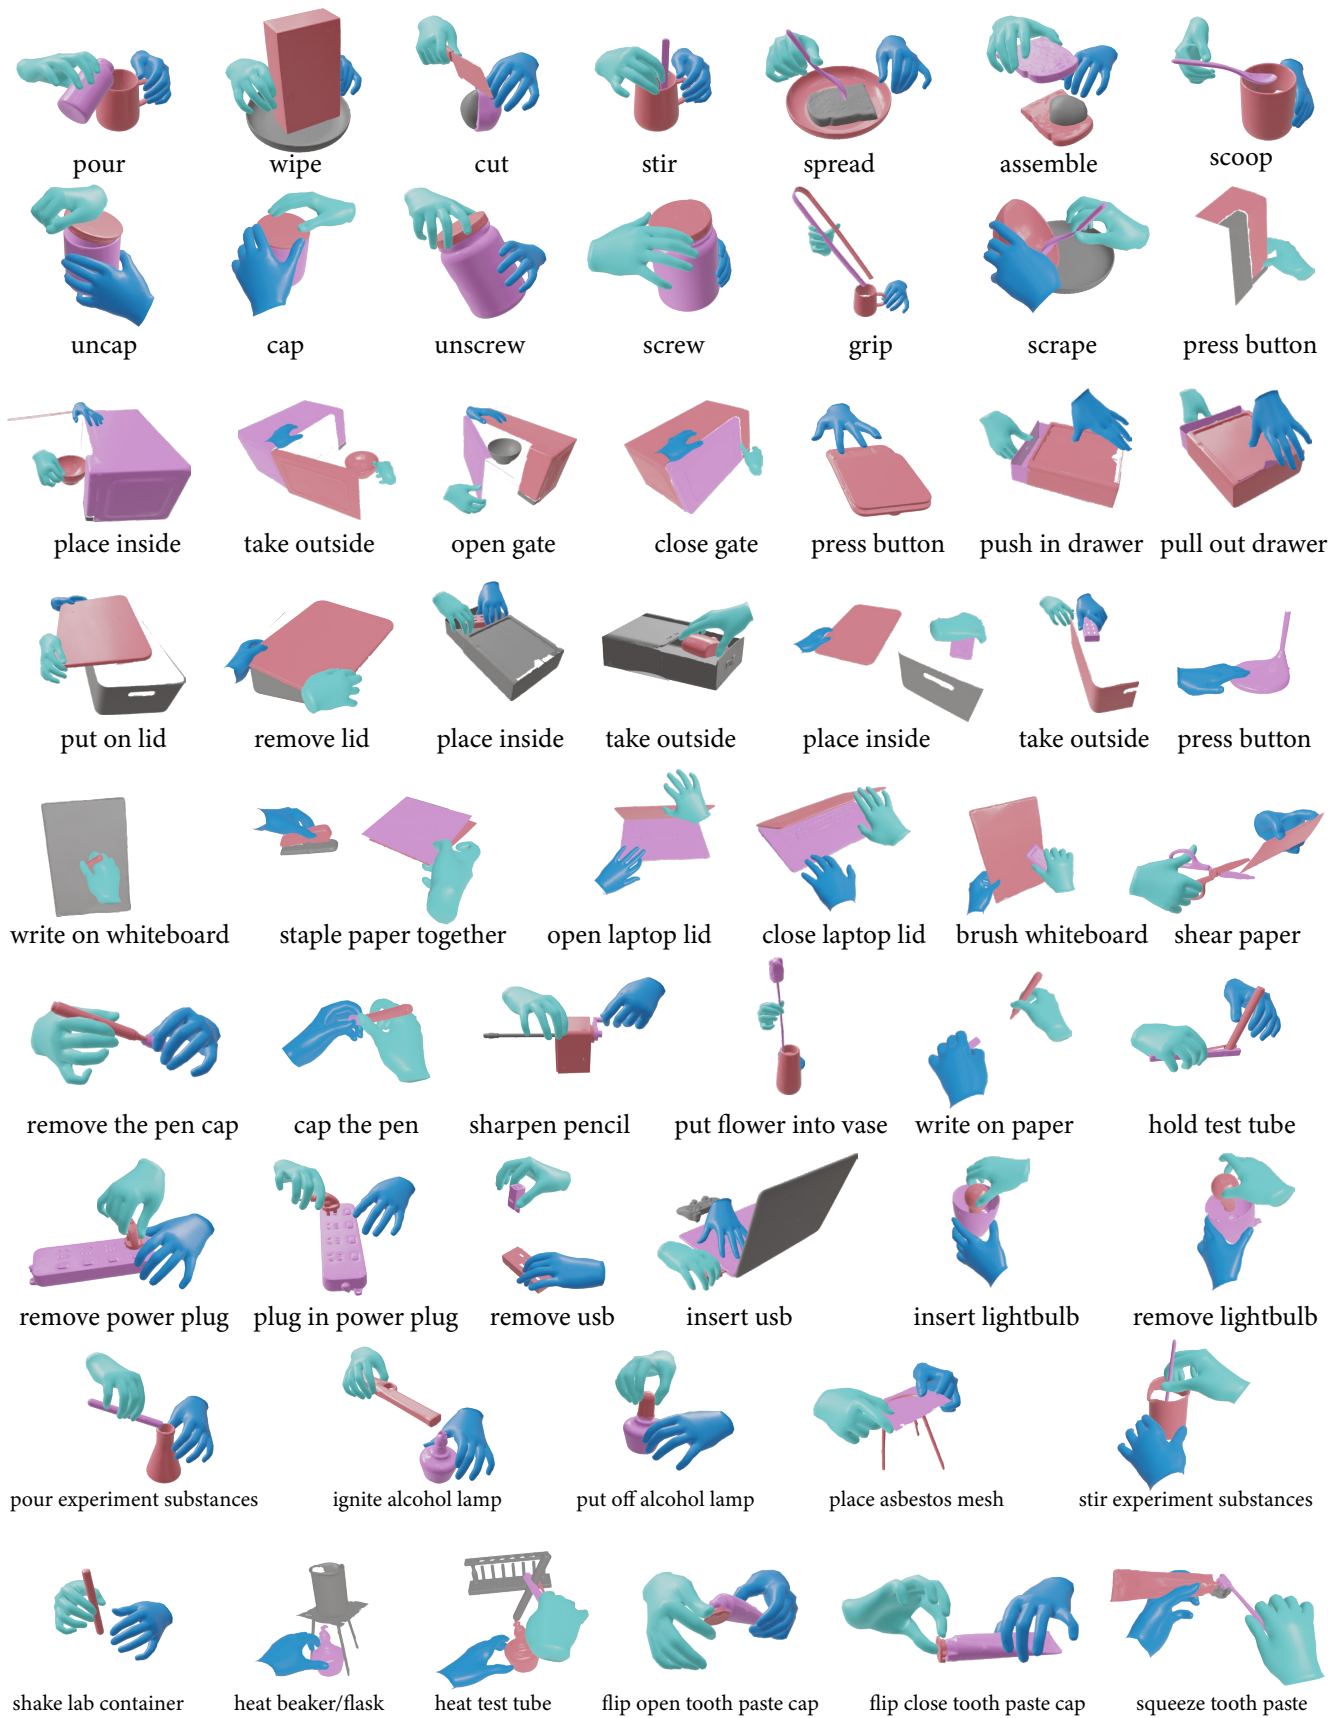 pour
wipe
cut
stir
spread
assemble
scoop
uncap
cap
unscrew
screw
grip
scrape
press button
place inside
take outside
open gate
close gate
press button
push in drawer
pull out drawer
put on lid
remove lid
place inside
take outside
place inside
take outside
press button
write on whiteboard
staple paper together
open laptop lid
close laptop lid
brush whiteboard
shear paper
remove the pen cap
cap the pen
sharpen pencil
put flower into vase
write on paper
hold test tube
remove power plug
plug in power plug
remove usb
insert usb
insert lightbulb
remove lightbulb
pour experiment substances
ignite alcohol lamp
put off alcohol lamp
place asbestos mesh
stir experiment substances
shake lab container
heat beaker/flask
heat test tube
flip open tooth paste cap
flip close tooth paste cap
squeeze tooth paste